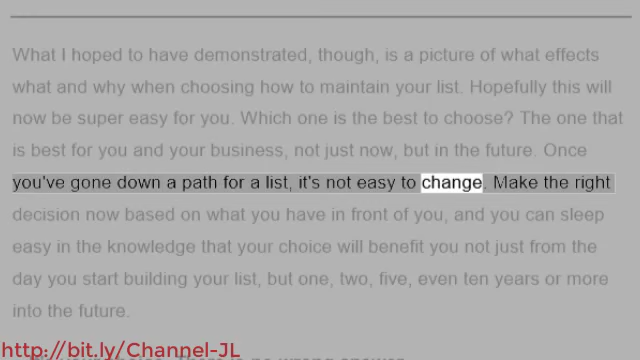 What I hoped to have demonstrated, though, is a picture of what effects
what and why when choosing how to maintain your list. Hopefully this will
now be super easy for you. Which one is the best to choose? The one that
is best for you and your business, not just now, but in the future. Once
you've gone down a path for a list, it's not easy to change. Make the right
decision now based on what you have in front of you, and you can sleep
easy in the knowledge that your choice will benefit you not just from the
day you start building your list, but one, two, five, even ten years or more
into the future.
http://bit.ly/Channel-JL